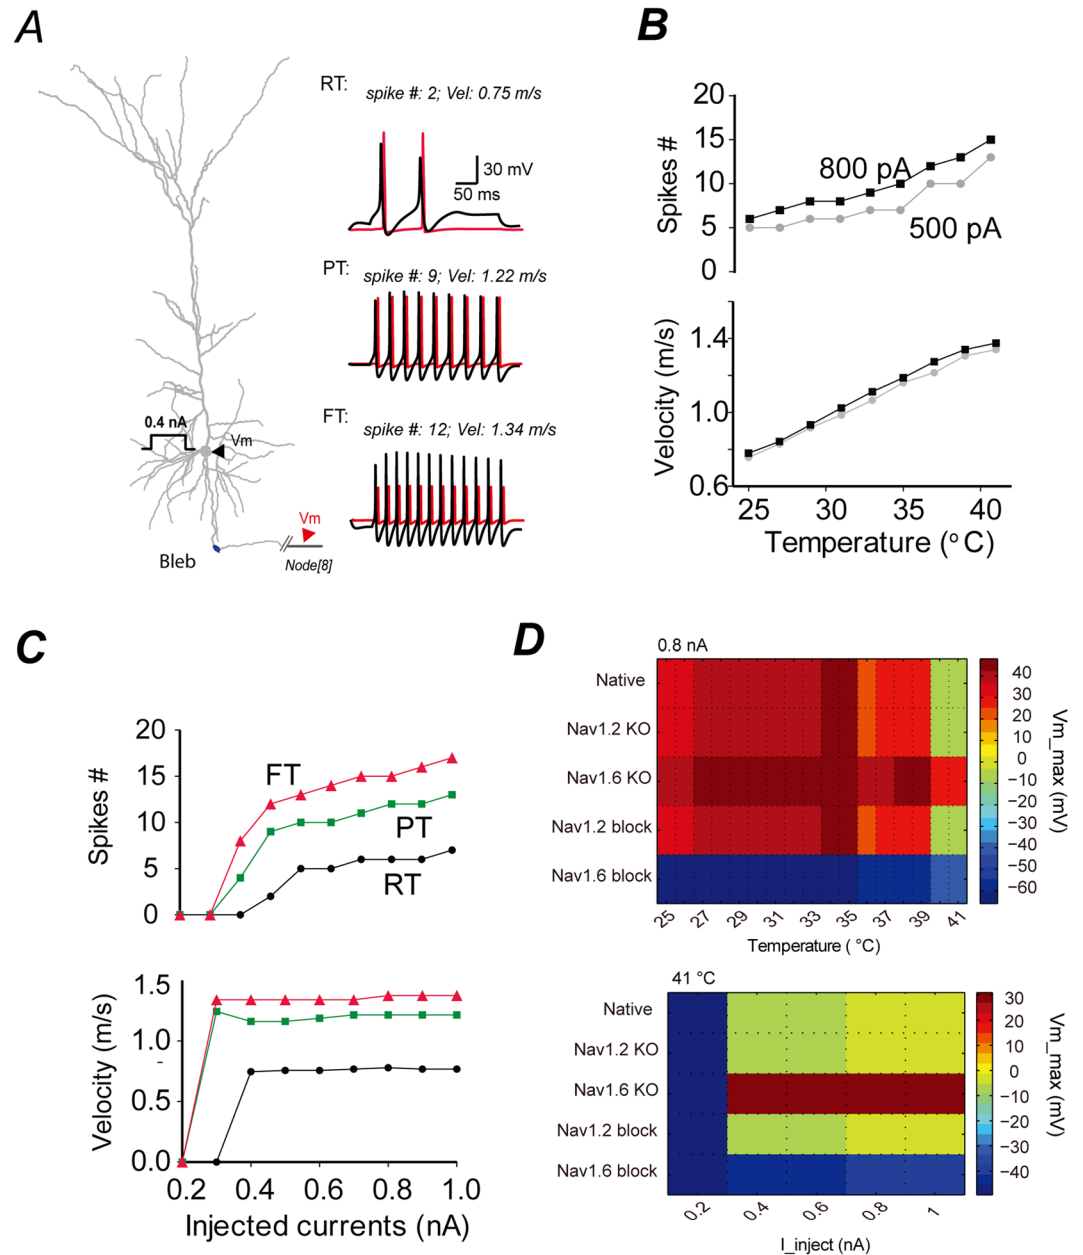 A
RT:
spike #: 2; Vel: 0.75 m/s
30 mV
50 ms
PT:
spike #: 9; Vel: 1.22 m/s
FT:
spike #: 12; Vel: 1.34 m/s
0.4 nA
Vm
Vm
Bleb
Node[8]
B
20
15
10
5
0
Spikes #
800 pA
500 pA
1.4
1.0
0.6
Velocity (m/s)
25 30 35 40
Temperature (o C)
C
20
15
10
5
0
Spikes #
FT
PT
RT
1.5
1.0
0.5
0.0
Velocity (m/s)
0.2 0.4 0.6 0.8 1.0
Injected currents (nA)
D
0.8 nA
Native
Nav1.2 KO
Nav1.6 KO
Nav1.2 block
Nav1.6 block
25 27 29 31 33 35 37 39 41
Temperature ( °C)
40
30
20
10
0
−10
−20
−30
−40
−50
−60
Vm_max (mV)
41 °C
Native
Nav1.2 KO
Nav1.6 KO
Nav1.2 block
Nav1.6 block
0.2 0.4 0.6 0.8 1
I_inject (nA)
30
20
10
0
−10
−20
−30
−40
Vm_max (mV)